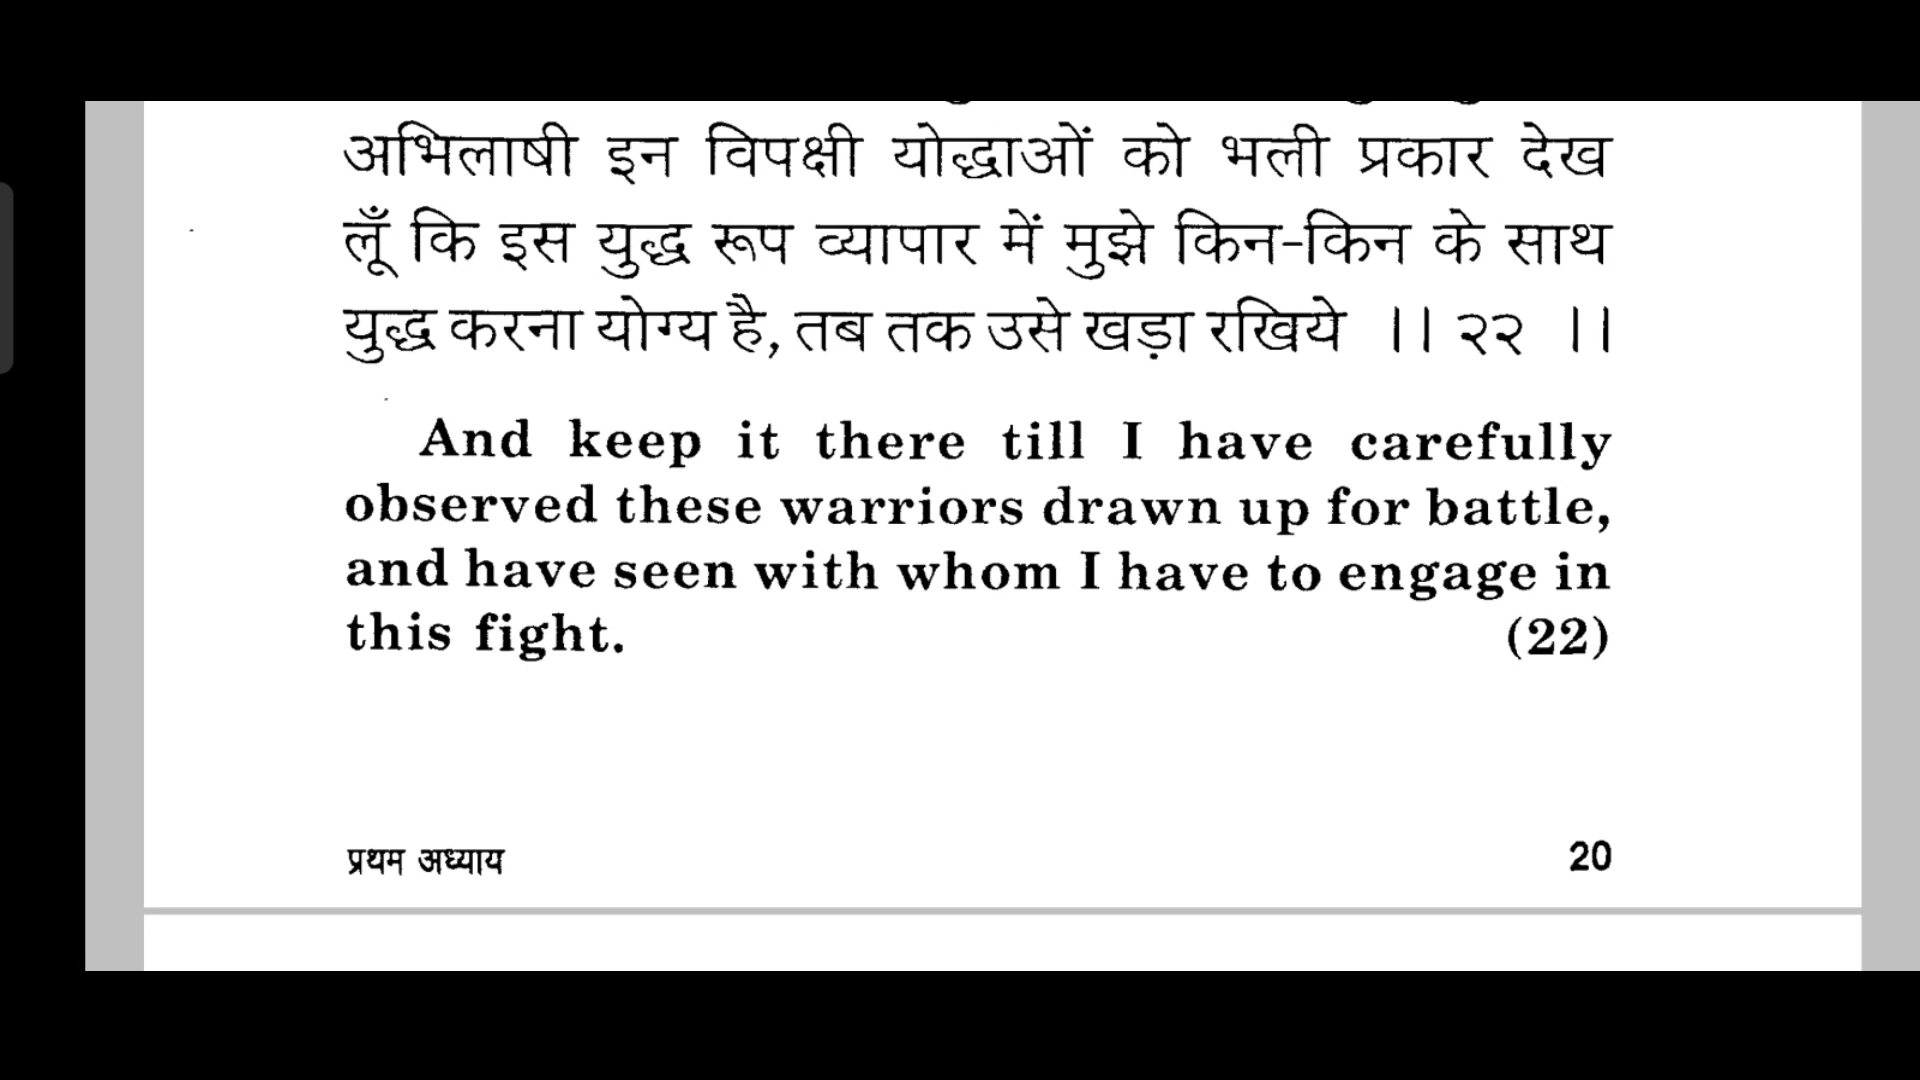 अभिलाषी इन विपक्षी योद्धाओं को भली प्रकार देख
लूँ कि इस युद्ध रूप व्यापार में मुझे किन-किन के साथ
युद्ध करना योग्य है, तब तक उसे खड़ा रखिये ।। २२ ।।
And keep it there till I have carefully
observed these warriors drawn up for battle,
and have seen with whom I have to engage in
this fight. (22)
प्रथम अध्याय 20